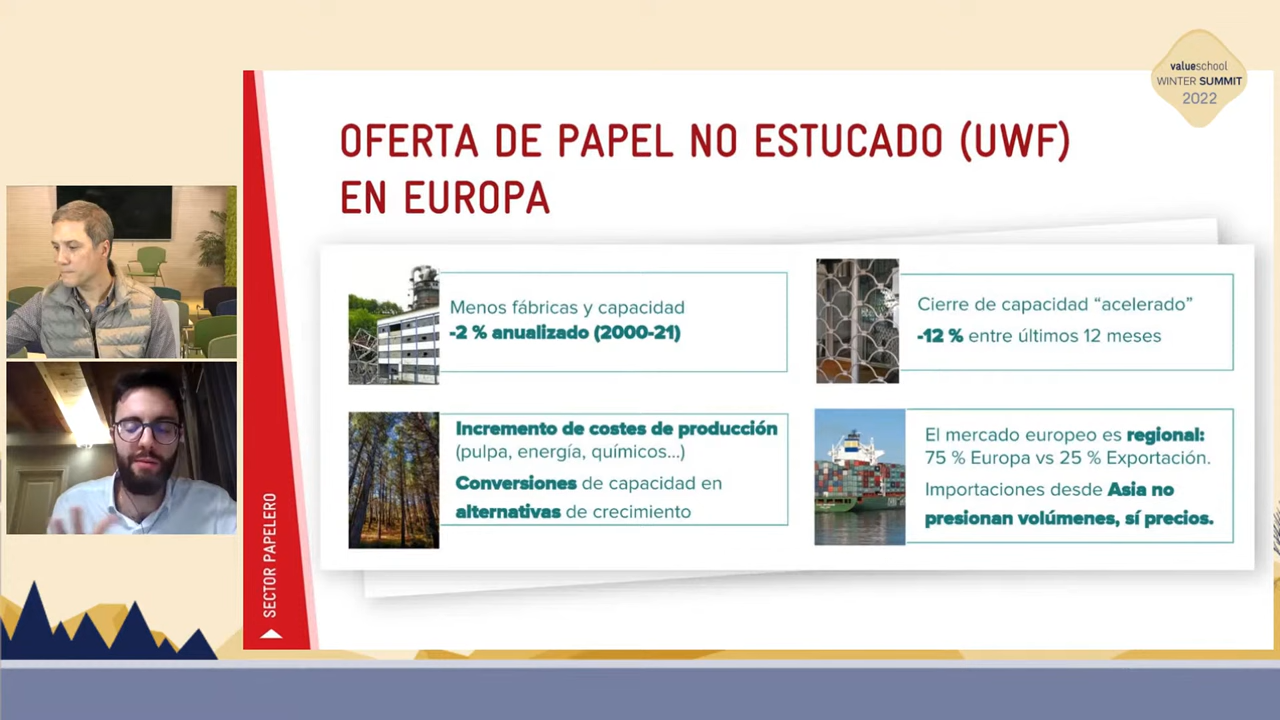 valueschool
WINTER SUMMIT
2022
OFERTA DE PAPEL NO ESTUCADO (UWF)
EN EUROPA
Menos fábricas y capacidad
-2 % anualizado (2000-21)
Cierre de capacidad “acelerado”
-12 % entre últimos 12 meses
Incremento de costes de producción
(pulpa, energía, químicos...)
Conversiones de capacidad en
alternativas de crecimiento
El mercado europeo es regional:
75 % Europa vs 25 % Exportación.
Importaciones desde Asia no
presionan volúmenes, sí precios.
SECTOR PAPELERO